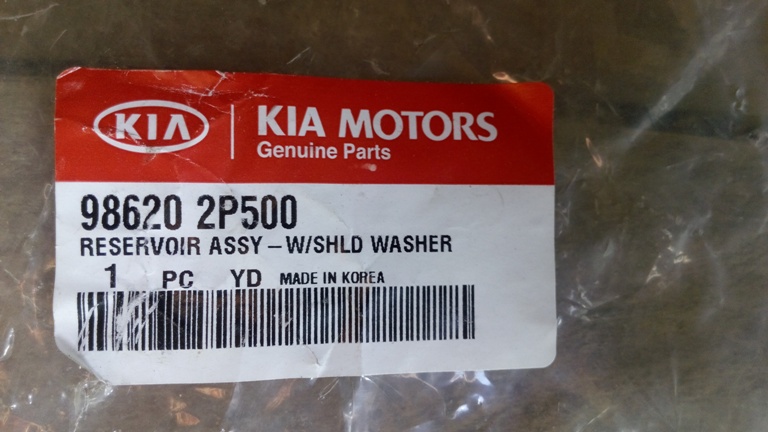 KIA
KIA MOTORS
Genuine Parts
98620 2P500
RESERVOIR ASSY - W/SHLD WASHER
1 PC YD MADE IN KOREA